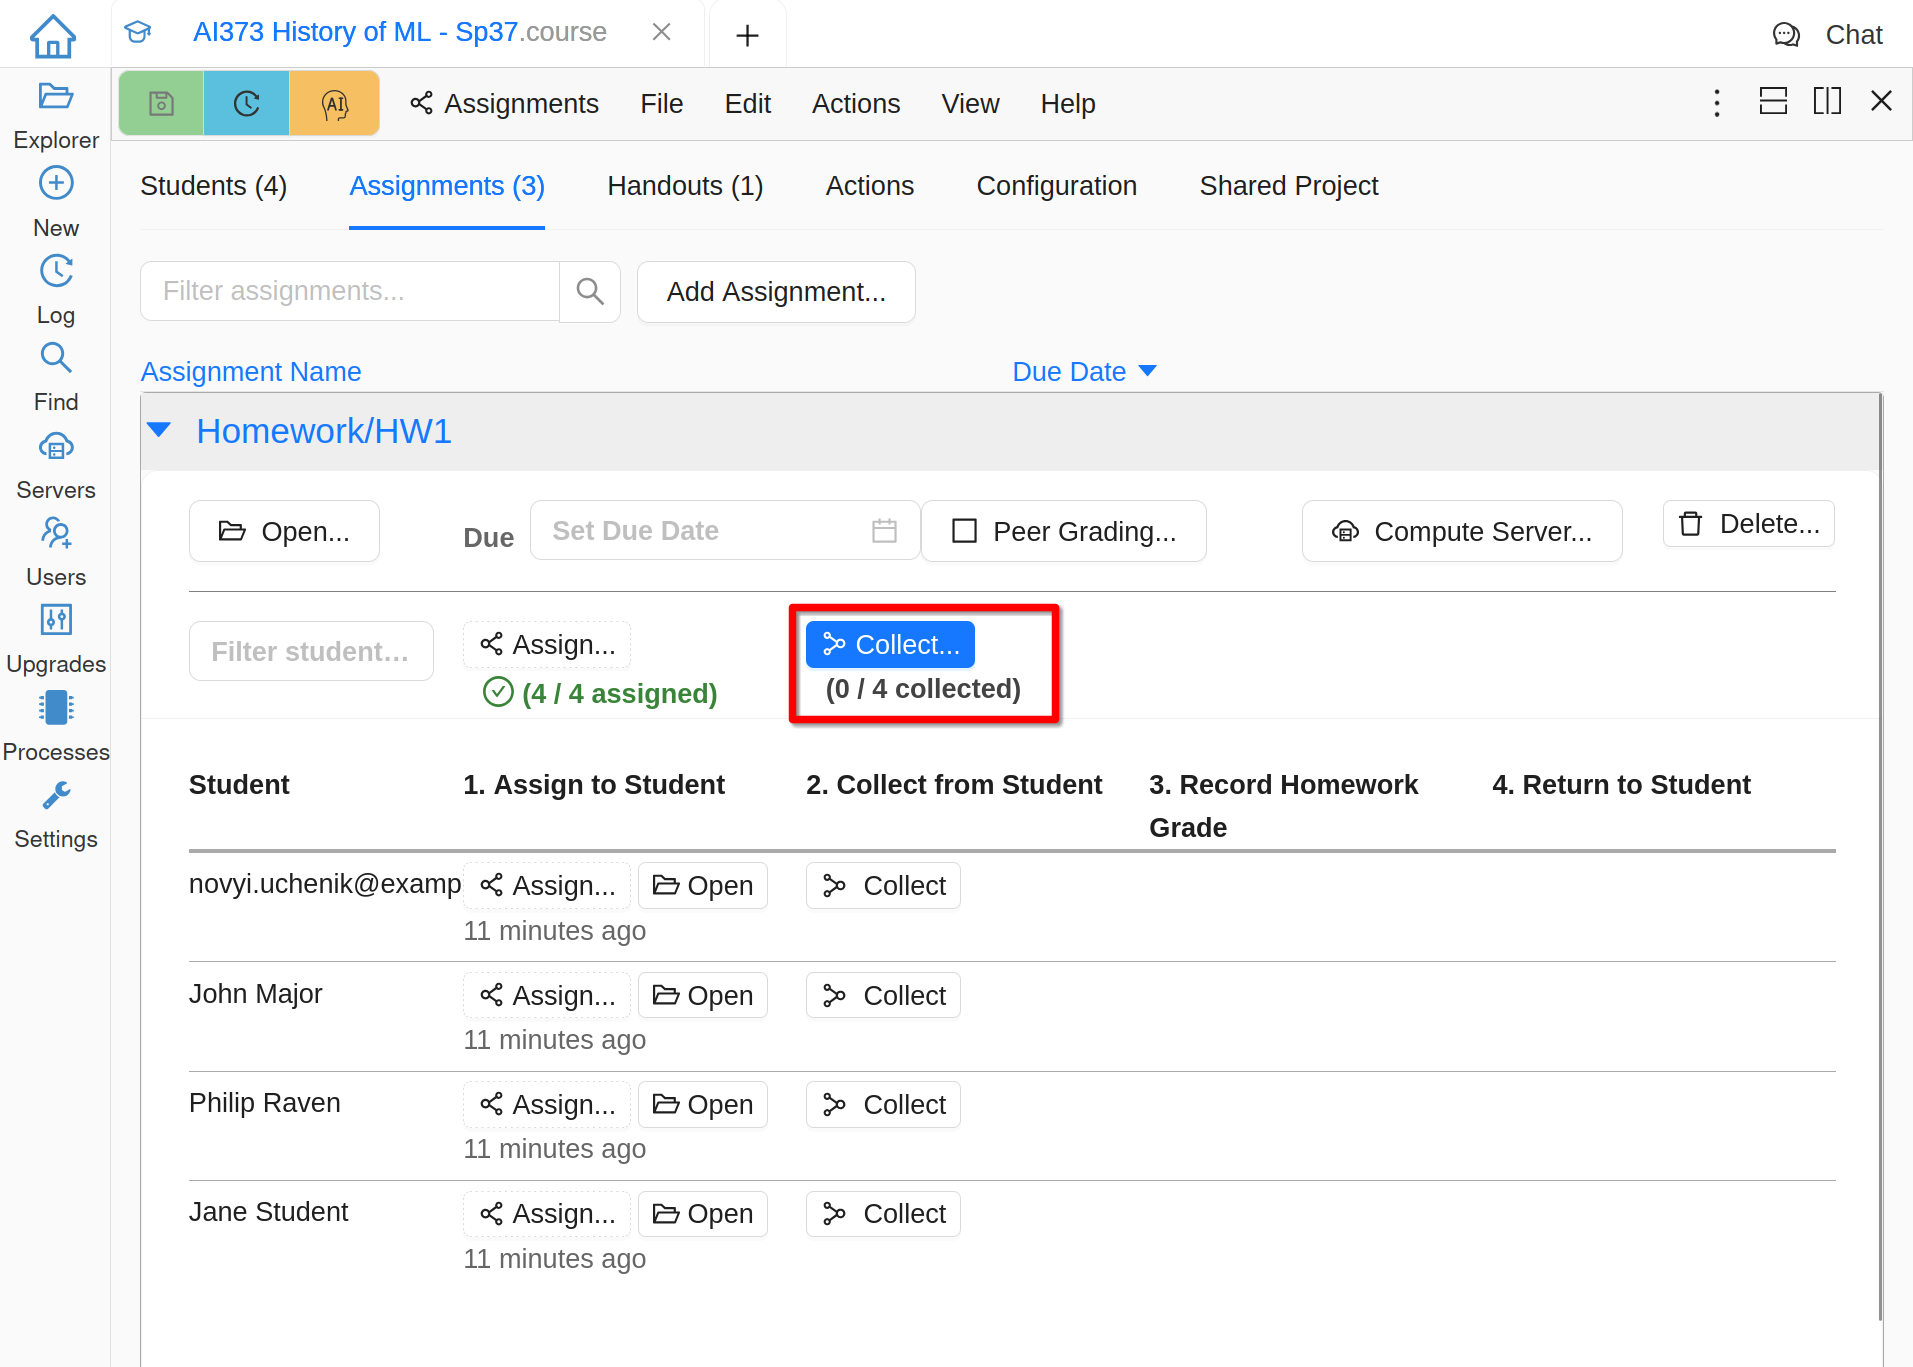 AI373 History of ML - Sp37.course
Chat
Explorer
New
Log
Find
Servers
Users
Upgrades
Processes
Settings
AI
Assignments File Edit Actions View Help
Students (4) Assignments (3) Handouts (1) Actions Configuration Shared Project
Filter assignments... Add Assignment...
Assignment Name Due Date
Homework/HW1
Open... Due Set Due Date Peer Grading... Compute Server... Delete...
Filter student... Assign... Collect...
(4 / 4 assigned) (0 / 4 collected)
Student 1. Assign to Student 2. Collect from Student 3. Record Homework Grade 4. Return to Student
novyi.uchenik@examp Assign... Open Collect
11 minutes ago
John Major Assign... Open Collect
11 minutes ago
Philip Raven Assign... Open Collect
11 minutes ago
Jane Student Assign... Open Collect
11 minutes ago